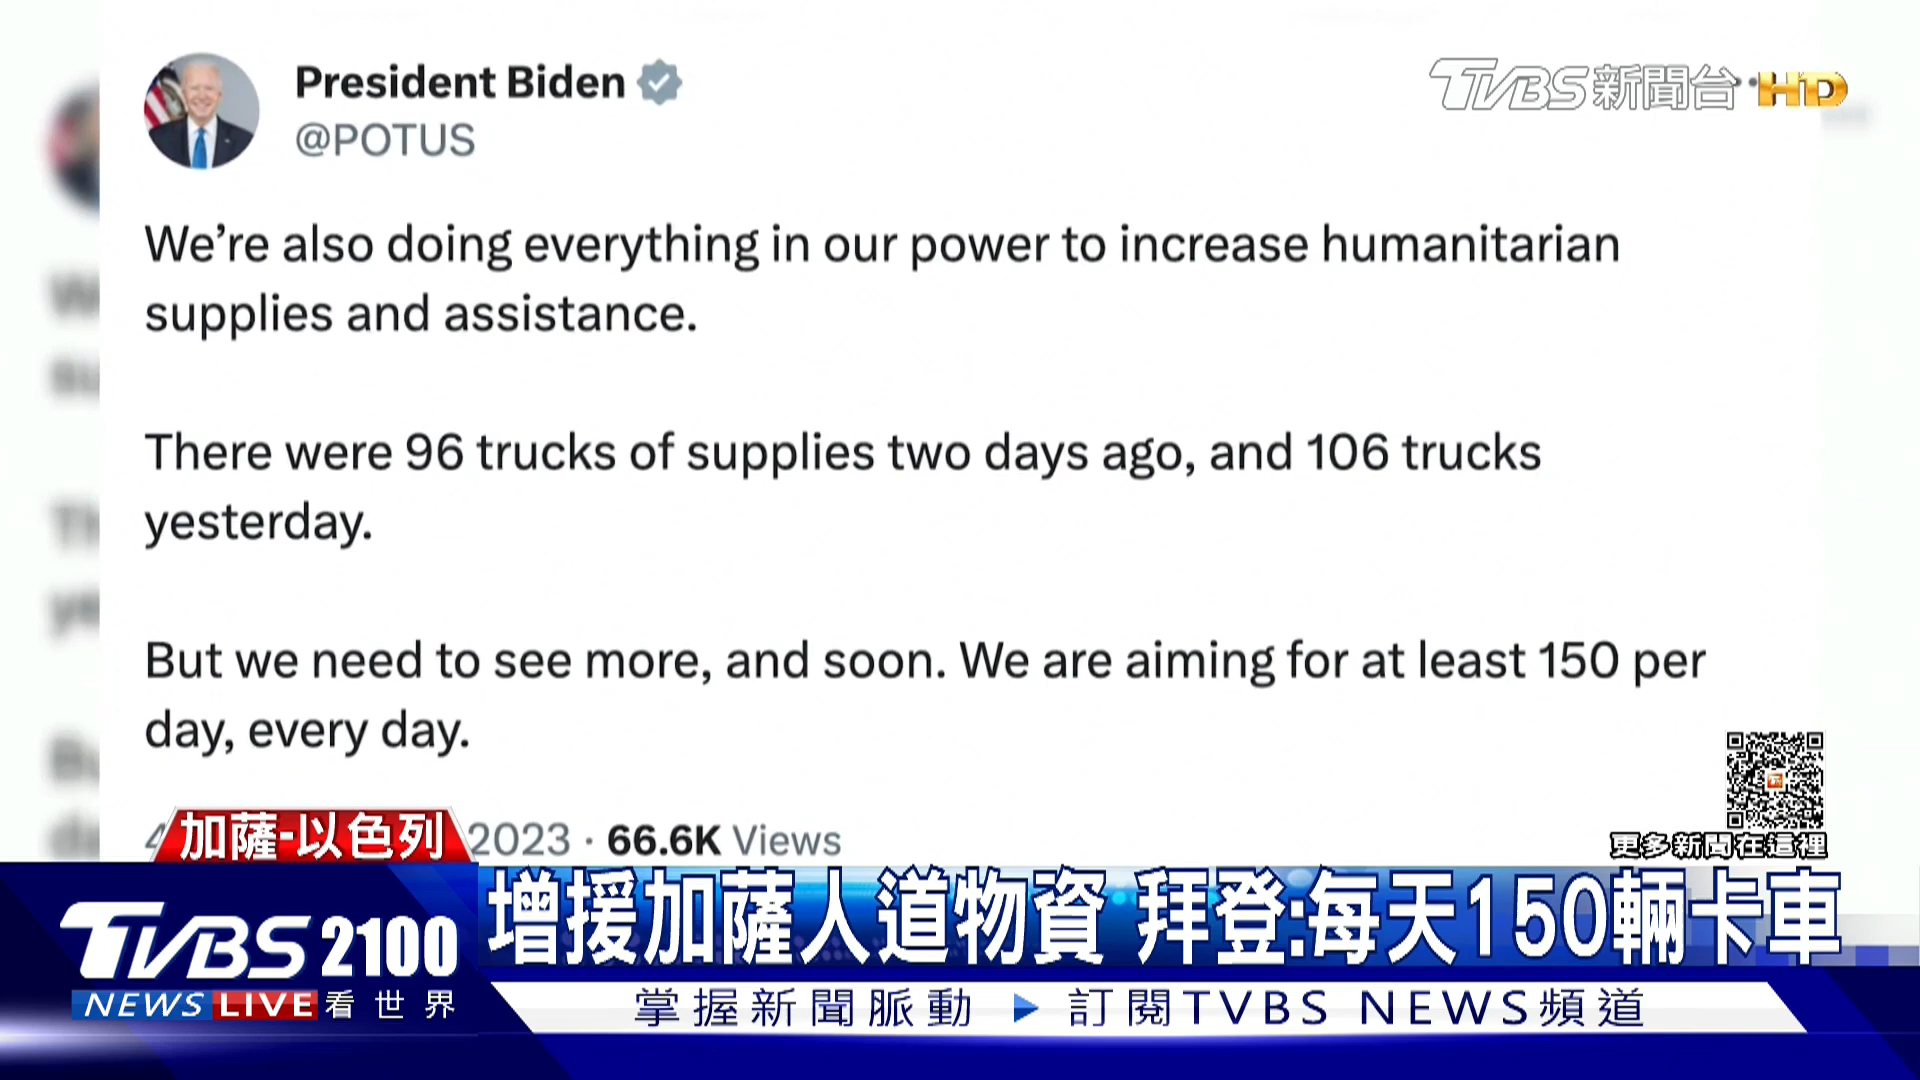 President Biden
@POTUS
TVBS新聞台 HD
We’re also doing everything in our power to increase humanitarian
supplies and assistance.
There were 96 trucks of supplies two days ago, and 106 trucks
yesterday.
But we need to see more, and soon. We are aiming for at least 150 per
day, every day.
2023 · 66.6K Views
更多新聞在這裡
加薩-以色列
增援加薩人道物資 拜登:每天150輛卡車
TVBS 2100
NEWS LIVE 看世界
掌握新聞脈動 ▶ 訂閱TVBS NEWS頻道